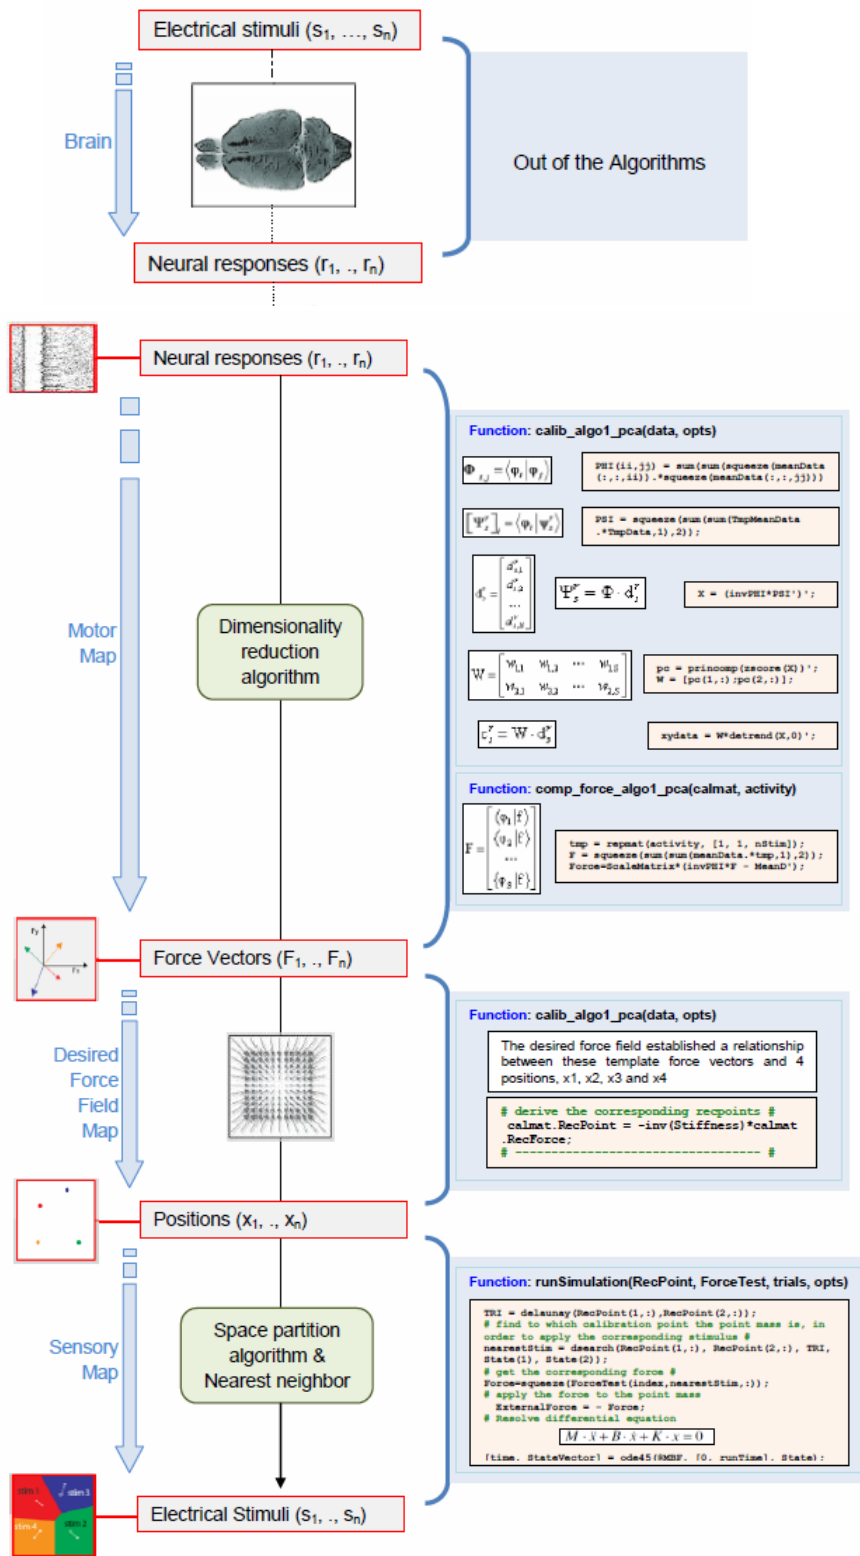 Electrical stimuli (s1, …, sn)
Brain
Out of the Algorithms
Neural responses (r1, ., rn)
Neural responses (r1, ., rn)
Motor
Map
Dimensionality
reduction
algorithm
Function: calib_algo1_pca(data, opts)
PHI(ii,jj) = sum(sum(squeeze(meanData
(:,:,ii)).*squeeze(meanData(:,:,jj)))
PSI = squeeze(sum(sum(TmpMeanData
.*TmpData,1),2));
X = (invPHI*PSI')';
pc = princomp(zscore(X))';
W = [pc(1,:);pc(2,:)];
xydata = W*detrend(X,0)';
Function: comp_force_algo1_pca(calmat, activity)
tmp = repmat(activity, [1, 1, nStim]);
F = squeeze(sum(sum(meanData.*tmp,1),2));
Force=ScaleMatrix*(invPHI*F - MeanD');
Force Vectors (F1, ., Fn)
Desired
Force
Field
Map
Function: calib_algo1_pca(data, opts)
The desired force field established a relationship
between these template force vectors and 4
positions, x1, x2, x3 and x4
# derive the corresponding recpoints #
calmat.RecPoint = -inv(Stiffness)*calmat
.RecForce;
# ---------------------------------- #
Positions (x1, ., xn)
Sensory
Map
Space partition
algorithm &
Nearest neighbor
Function: runSimulation(RecPoint, ForceTest, trials, opts)
TRI = delaunay(RecPoint(1,:),RecPoint(2,:));
# find to which calibration point the point mass is, in
order to apply the corresponding stimulus #
nearestStim = dsearch(RecPoint(1,:), RecPoint(2,:), TRI,
State(1), State(2));
# get the corresponding force #
Force=squeeze(ForceTest(index,nearestStim,:));
# apply the force to the point mass
ExternalForce = - Force;
# Resolve differential equation
M · ẍ + B · ẋ + K · x = 0
[time, StateVector] = ode45(@MBF, [0, runTime], State);
stim 3
stim 4
stim 2
Electrical Stimuli (s1, ., sn)